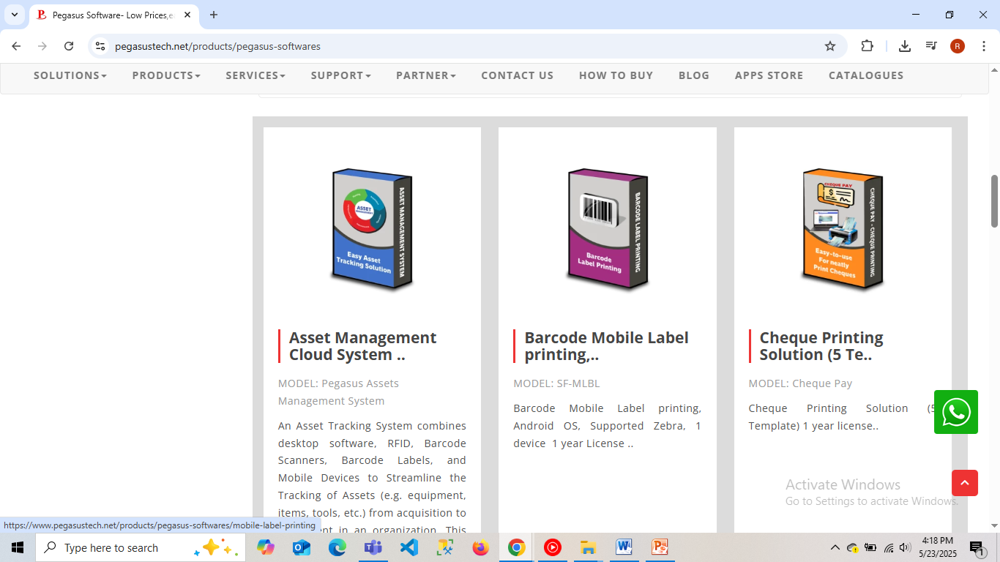 Pegasus Software- Low Prices,e
pegasustech.net/products/pegasus-softwares
R
SOLUTIONS PRODUCTS SERVICES SUPPORT PARTNER CONTACT US HOW TO BUY BLOG APPS STORE CATALOGUES
ASSET
ASSET MANAGEMENT SYSTEM
Easy Asset
Tracking Solution
BARCODE LABEL PRINTING
Barcode
Label Printing
CHEQUE PAY
CHEQUE PAY - CHEQUE PRINTING
Easy-to-use
For neatly
Print Cheques
Asset Management
Cloud System ..
MODEL: Pegasus Assets
Management System
An Asset Tracking System combines
desktop software, RFID, Barcode
Scanners, Barcode Labels, and
Mobile Devices to Streamline the
Tracking of Assets (e.g. equipment,
items, tools, etc.) from acquisition to
in an organization. This
Barcode Mobile Label
printing,..
MODEL: SF-MLBL
Barcode Mobile Label printing,
Android OS, Supported Zebra, 1
device 1 year License ..
Cheque Printing
Solution (5 Te..
MODEL: Cheque Pay
Cheque Printing Solution (5
Template) 1 year license..
Activate Windows
Go to Settings to activate Windows.
https://www.pegasustech.net/products/pegasus-softwares/mobile-label-printing
Type here to search
4:18 PM
5/23/2025
1